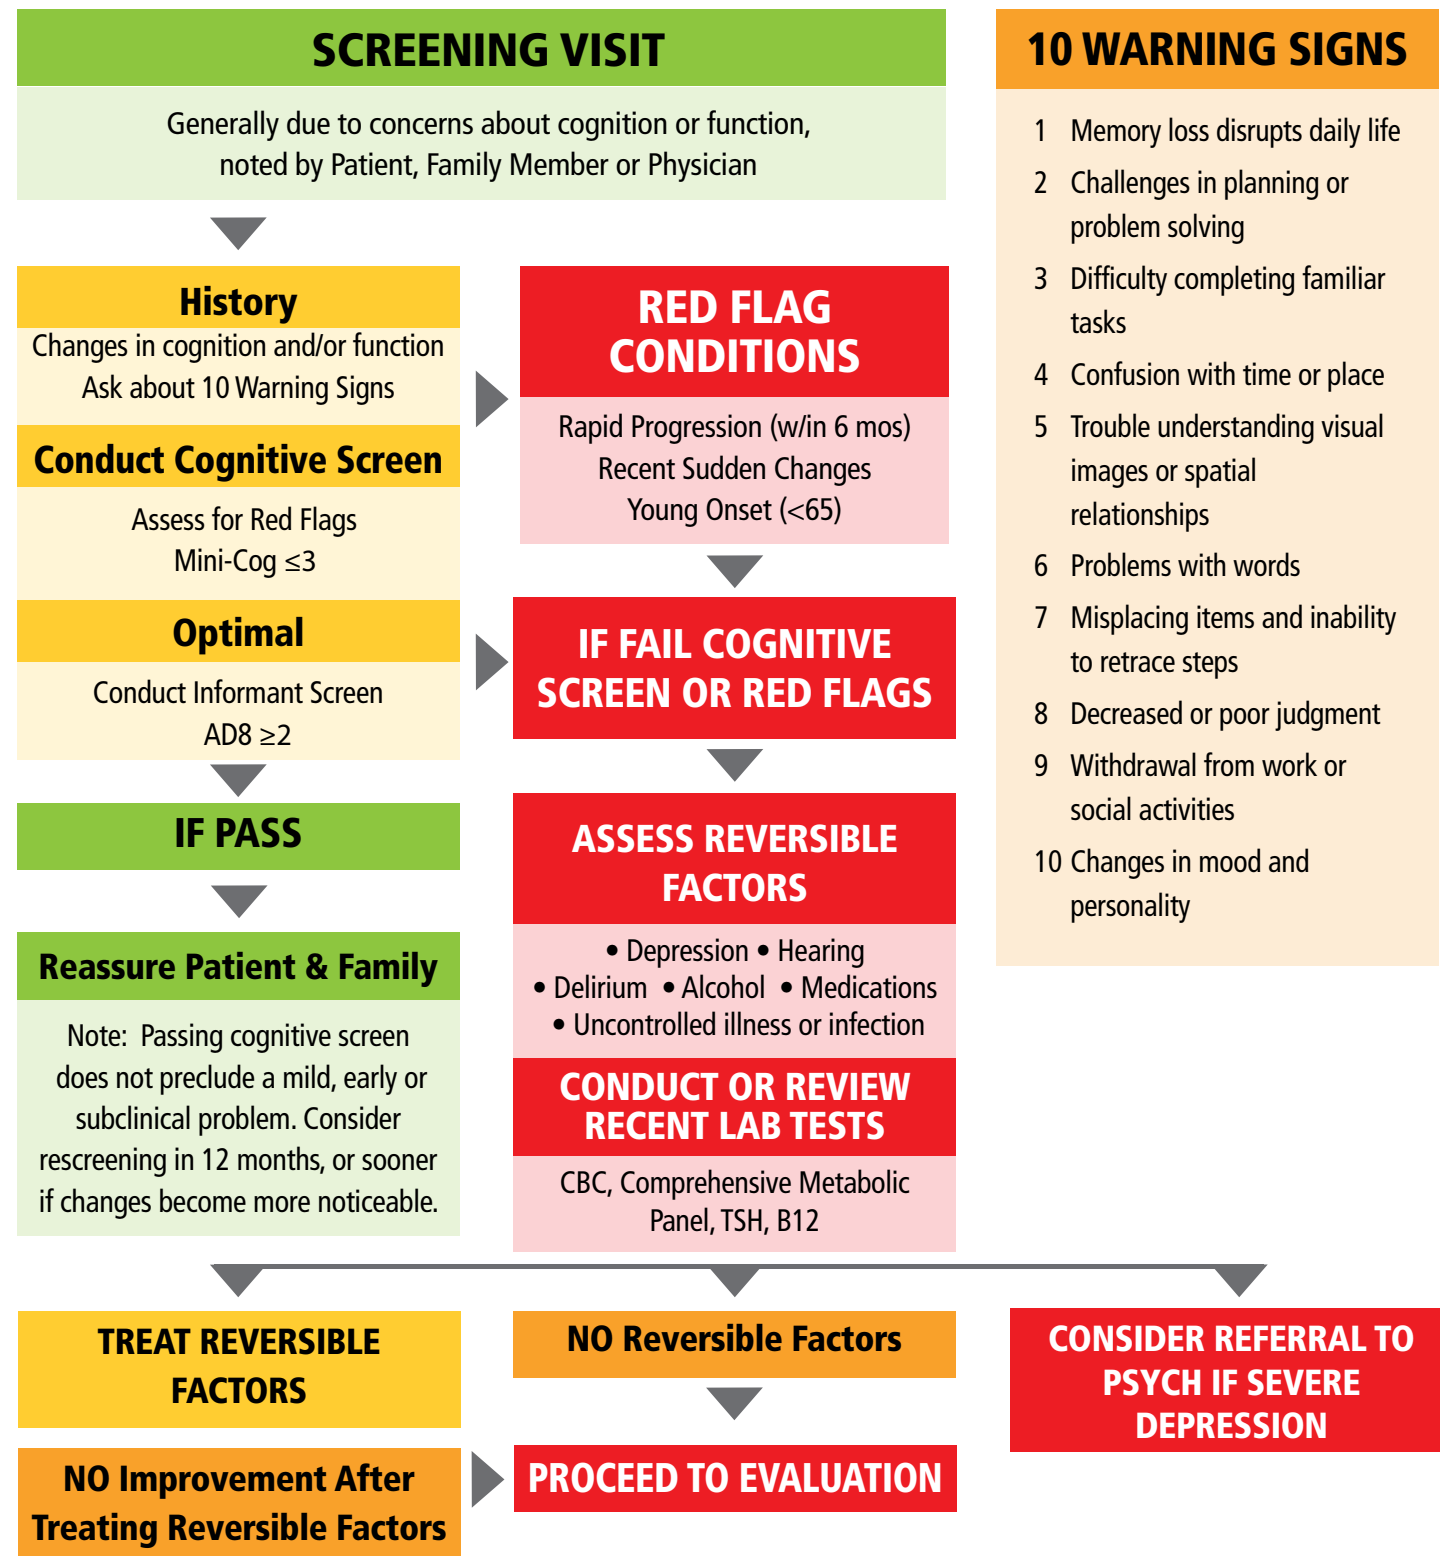 SCREENING VISIT
Generally due to concerns about cognition or function,
noted by Patient, Family Member or Physician
History
Changes in cognition and/or function
Ask about 10 Warning Signs
Conduct Cognitive Screen
Assess for Red Flags
Mini-Cog ≤3
Optimal
Conduct Informant Screen
AD8 ≥2
IF PASS
Reassure Patient & Family
Note: Passing cognitive screen
does not preclude a mild, early or
subclinical problem. Consider
rescreening in 12 months, or sooner
if changes become more noticeable.
RED FLAG
CONDITIONS
Rapid Progression (w/in 6 mos)
Recent Sudden Changes
Young Onset (<65)
IF FAIL COGNITIVE
SCREEN OR RED FLAGS
ASSESS REVERSIBLE
FACTORS
• Depression • Hearing
• Delirium • Alcohol • Medications
• Uncontrolled illness or infection
CONDUCT OR REVIEW
RECENT LAB TESTS
CBC, Comprehensive Metabolic
Panel, TSH, B12
10 WARNING SIGNS
1 Memory loss disrupts daily life
2 Challenges in planning or
problem solving
3 Difficulty completing familiar
tasks
4 Confusion with time or place
5 Trouble understanding visual
images or spatial
relationships
6 Problems with words
7 Misplacing items and inability
to retrace steps
8 Decreased or poor judgment
9 Withdrawal from work or
social activities
10 Changes in mood and
personality
TREAT REVERSIBLE
FACTORS
NO Improvement After
Treating Reversible Factors
NO Reversible Factors
PROCEED TO EVALUATION
CONSIDER REFERRAL TO
PSYCH IF SEVERE
DEPRESSION